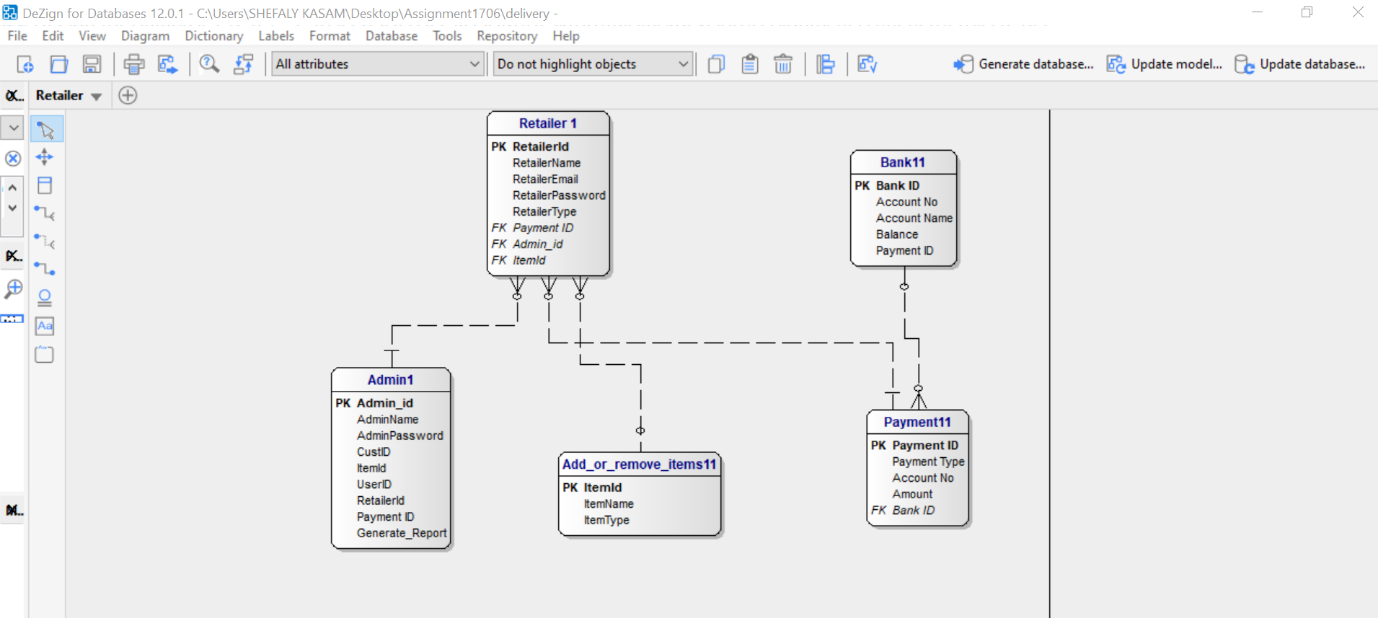 DeZign for Databases 12.0.1 - C:\Users\SHEFALY KASAM\Desktop\Assignment1706\delivery -
File Edit View Diagram Dictionary Labels Format Database Tools Repository Help
All attributes Do not highlight objects Generate database... Update model... Update database...
Retailer
Retailer 1
PK RetailerId
RetailerName
RetailerEmail
RetailerPassword
RetailerType
FK Payment ID
FK Admin_id
FK ItemId
Bank11
PK Bank ID
Account No
Account Name
Balance
Payment ID
Admin1
PK Admin_id
AdminName
AdminPassword
CustID
ItemId
UserID
RetailerId
Payment ID
Generate_Report
Add_or_remove_items11
PK ItemId
ItemName
ItemType
Payment11
PK Payment ID
Payment Type
Account No
Amount
FK Bank ID
Aa